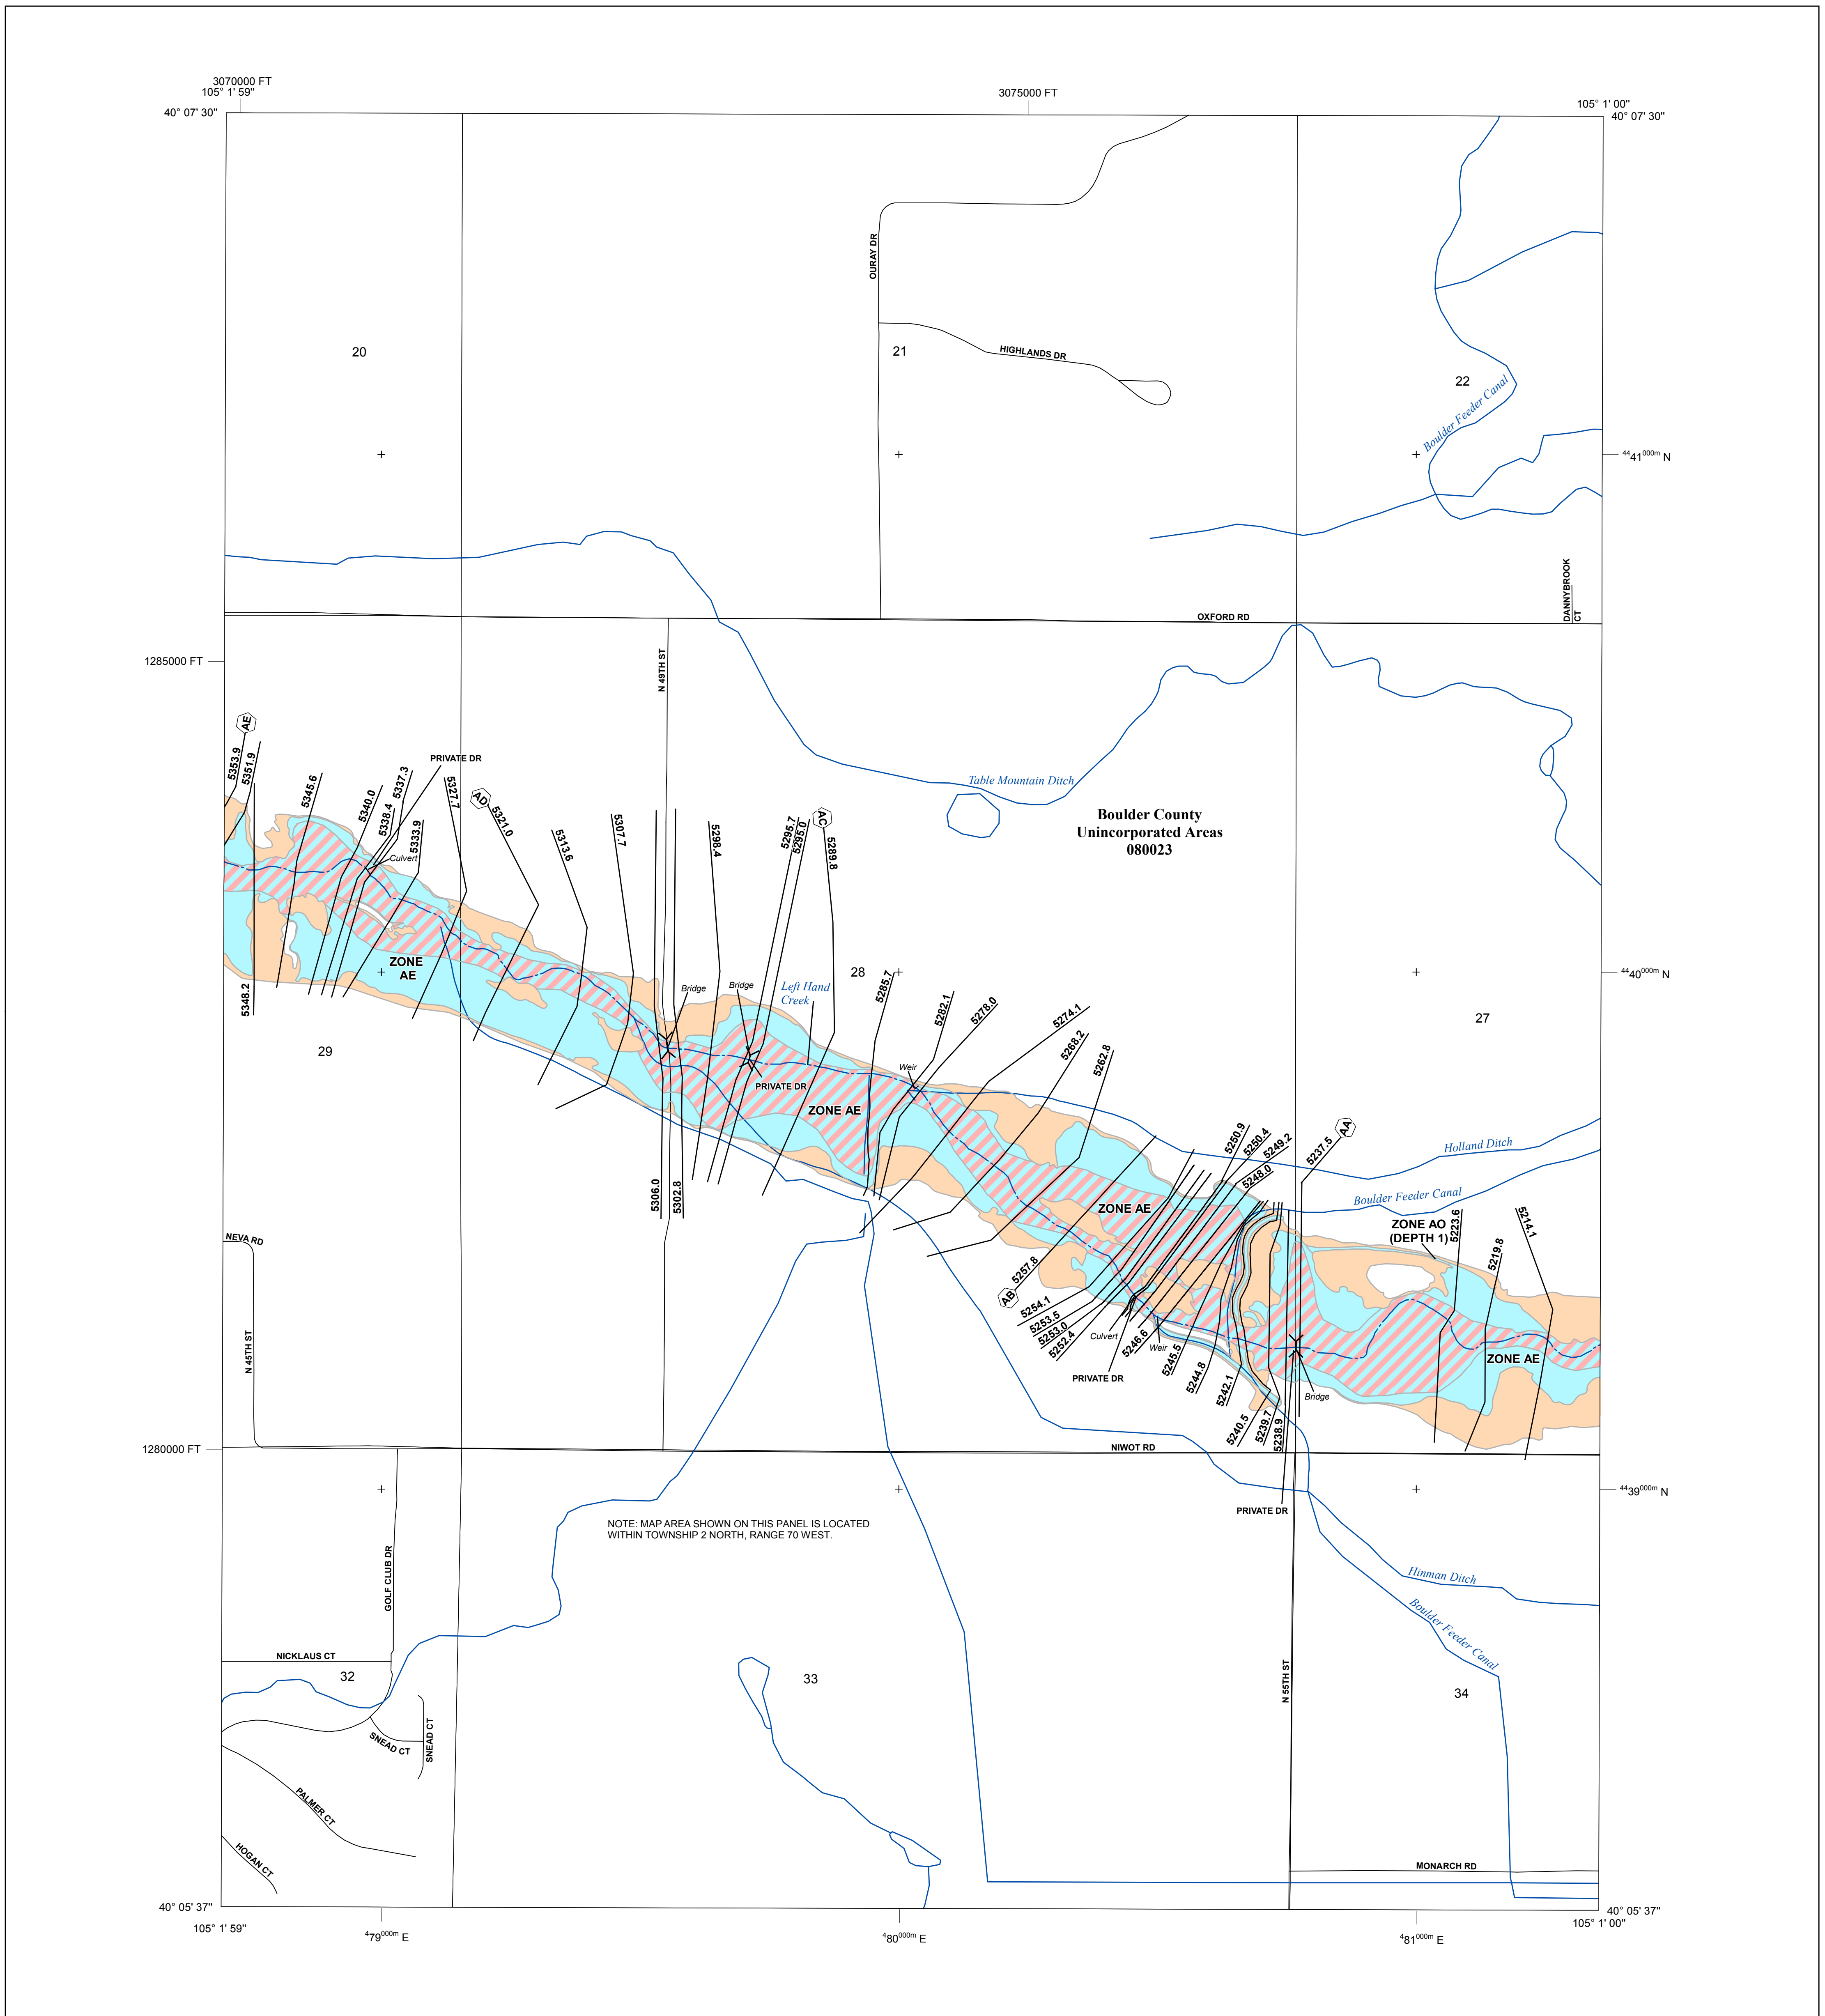 3070000 FT
105° 1' 59"
3075000 FT
105° 1' 00"
40° 07' 30"
40° 07' 30"
OURAY DR
20
21
HIGHLANDS DR
22
Boulder Feeder Canal
4441000m N
DANNYBROOK
CT
OXFORD RD
1285000 FT
N 49TH ST
AE
5353.9
5351.9
5345.6
5340.0
5338.4
5337.3
PRIVATE DR
5333.9
Culvert
5327.7
AD
5321.0
5313.6
5307.7
5298.4
5295.7
5295.0
AC
5289.8
Table Mountain Ditch
Boulder County
Unincorporated Areas
080023
ZONE
AE
5348.2
29
Bridge
Bridge
Left Hand
Creek
28
5285.7
5282.1
5278.0
5274.1
5268.2
5262.8
4440000m N
27
Weir
PRIVATE DR
ZONE AE
5306.0
5302.8
5250.9
5250.4
5249.2
5248.0
5237.5
AA
Holland Ditch
Boulder Feeder Canal
ZONE AE
ZONE AO
(DEPTH 1)
5223.6
5219.8
5214.1
NEVA RD
N 45TH ST
AB
5257.8
5254.1
5253.5
5253.0
5252.4
Culvert
5246.6
Weir
PRIVATE DR
5245.5
5244.8
5242.1
5240.5
5239.7
5238.9
Bridge
ZONE AE
1280000 FT
NIWOT RD
4439000m N
PRIVATE DR
NOTE: MAP AREA SHOWN ON THIS PANEL IS LOCATED
WITHIN TOWNSHIP 2 NORTH, RANGE 70 WEST.
GOLF CLUB DR
Hinman Ditch
Boulder Feeder Canal
NICKLAUS CT
32
33
N 55TH ST
34
SNEAD CT
SNEAD CT
PALMER CT
HOGAN CT
MONARCH RD
40° 05' 37"
40° 05' 37"
105° 1' 59"
105° 1' 00"
479000m E
480000m E
481000m E